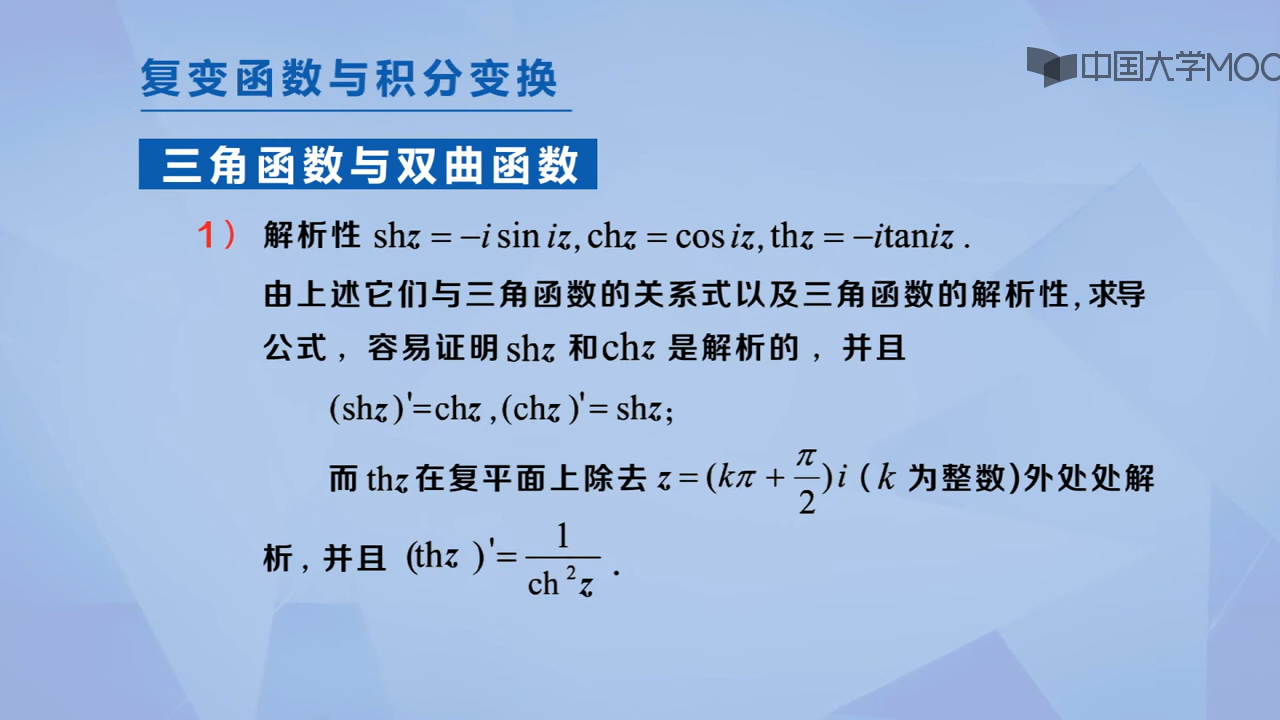 复变函数与积分变换
中国大学MOO
三角函数与双曲函数
1) 解析性 shz = −i sin iz, chz = cos iz, thz = −itaniz .
由上述它们与三角函数的关系式以及三角函数的解析性, 求导
公式 ，容易证明 shz 和 chz 是解析的 ，并且
(shz )'=chz ,(chz )'= shz;
而 thz 在复平面上除去 z = (kπ + π/2)i ( k 为整数)外处处解
析 , 并且 (thz )'= 1/ch²z .